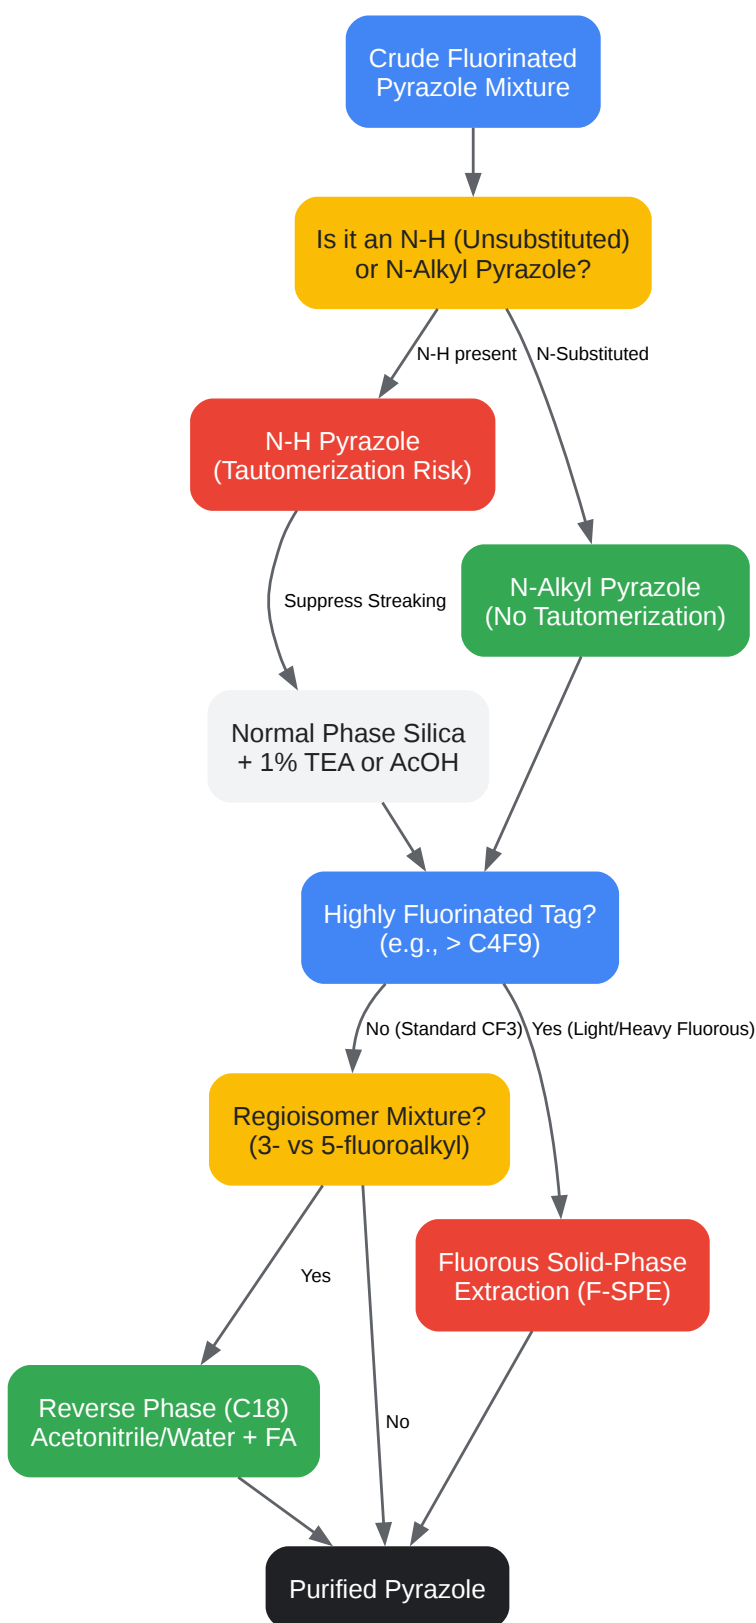 Crude Fluorinated
Pyrazole Mixture
Is it an N-H (Unsubstituted)
or N-Alkyl Pyrazole?
N-H present
N-Substituted
N-H Pyrazole
(Tautomerization Risk)
N-Alkyl Pyrazole
(No Tautomerization)
Suppress Streaking
Normal Phase Silica
+ 1% TEA or AcOH
Highly Fluorinated Tag?
(e.g., > C4F9)
No (Standard CF3)
Yes (Light/Heavy Fluorous)
Regioisomer Mixture?
(3- vs 5-fluoroalkyl)
Fluorous Solid-Phase
Extraction (F-SPE)
Yes
Reverse Phase (C18)
Acetonitrile/Water + FA
No
Purified Pyrazole